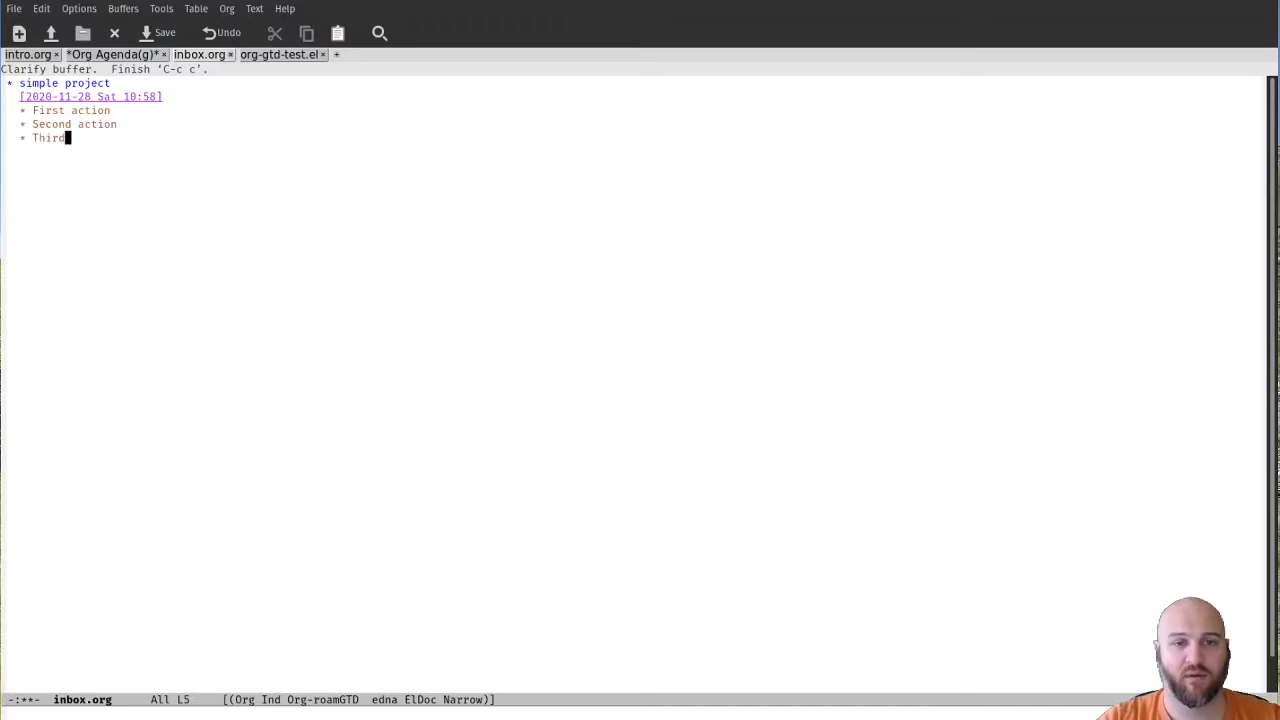 File Edit Options Buffers Tools Table Org Text Help
Save Undo
intro.org × *Org Agenda(g)* × inbox.org × org-gtd-test.el × +
Clarify buffer.  Finish ‘C-c c’.
* simple project
[2020-11-28 Sat 10:58]
* First action
* Second action
* Third
-:**-  inbox.org      All L5     [(Org Ind Org-roamGTD  edna ElDoc Narrow)]